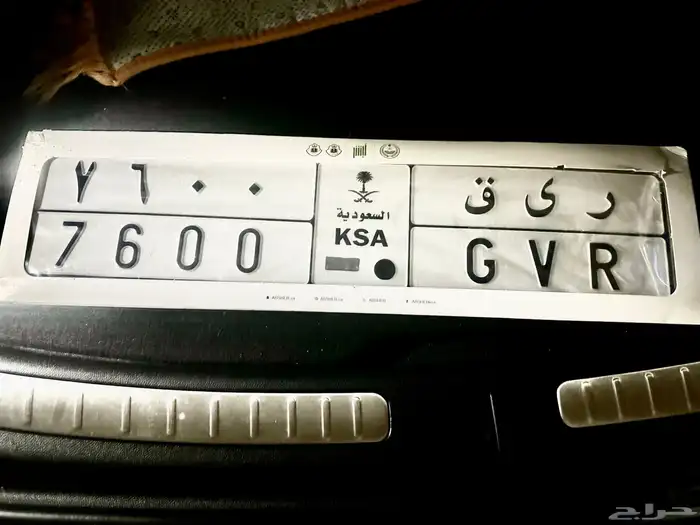 ٧٦٠٠
ر ى ق
السعودية
7600
KSA
G V R
حراج